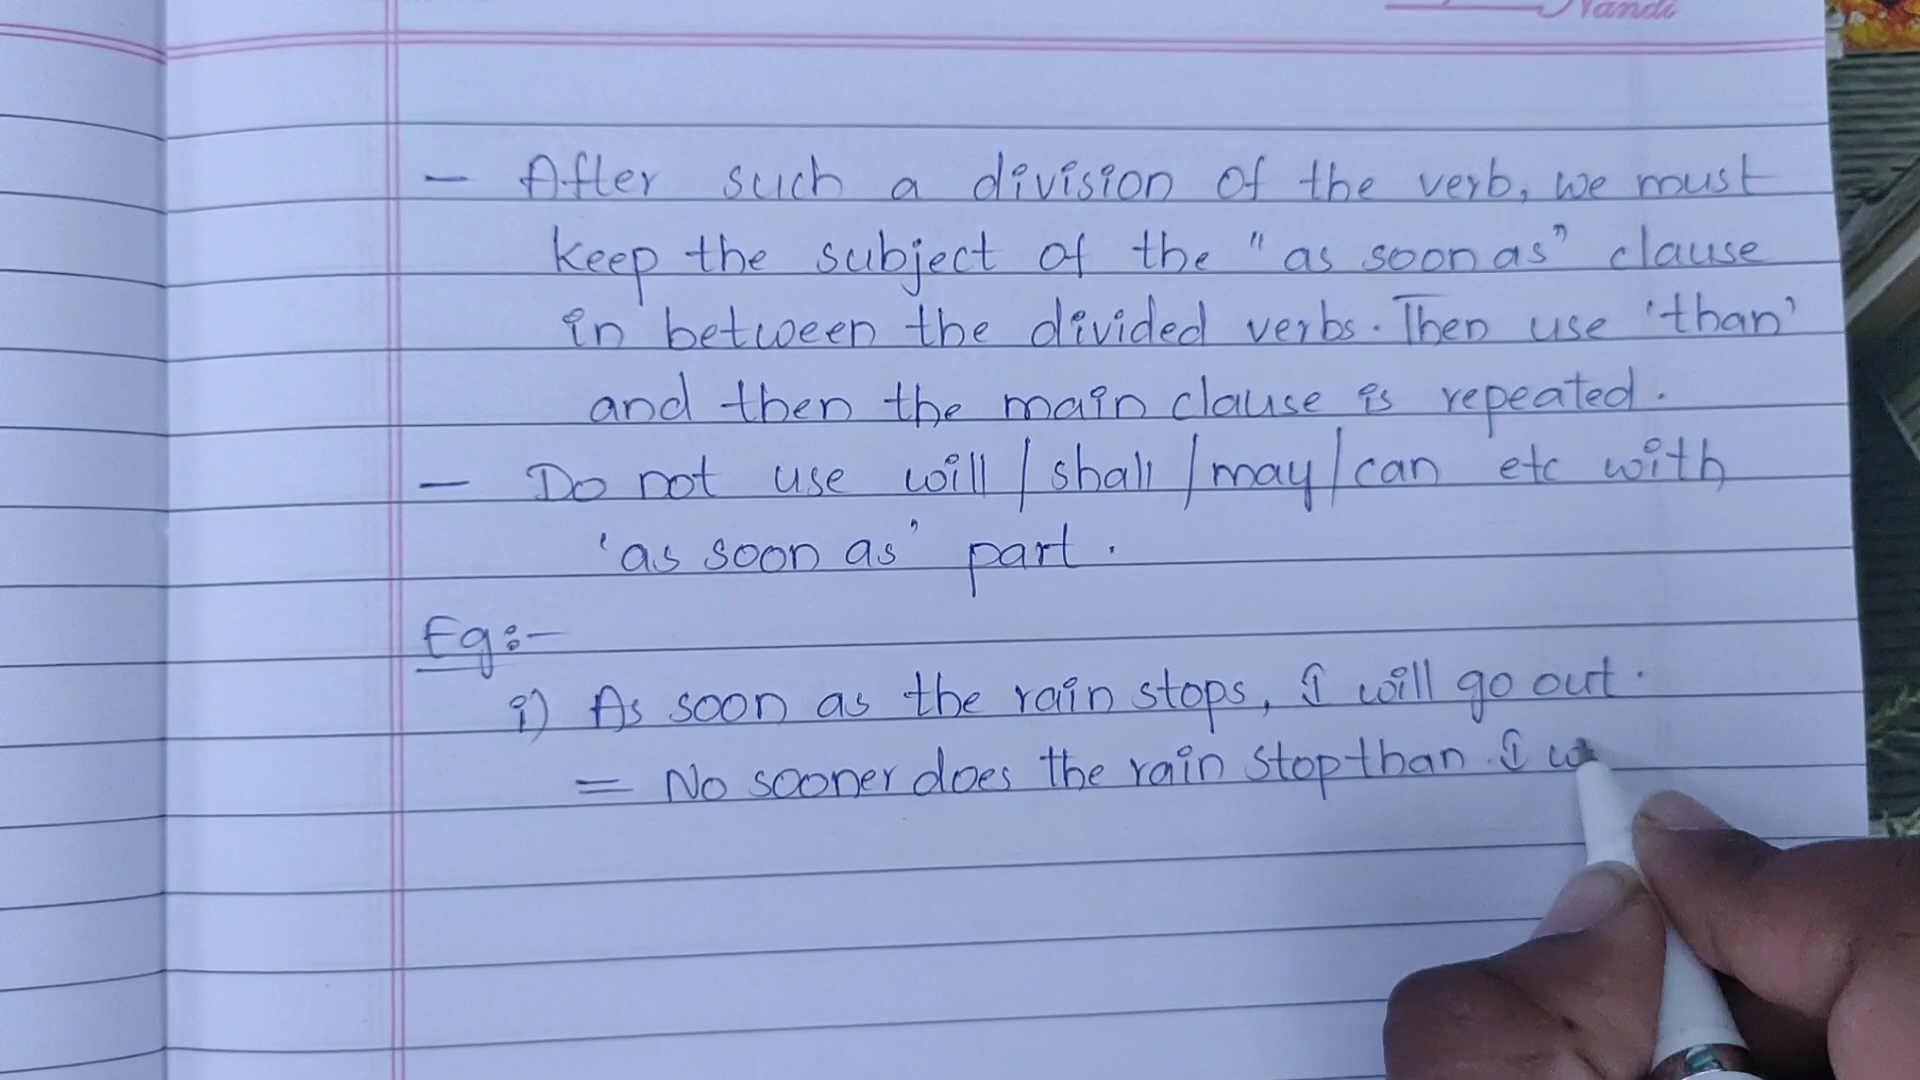 Nandi
– After such a division of the verb, we must
keep the subject of the "as soon as" clause
in between the divided verbs. Then use 'than'
and then the main clause is repeated.
– Do not use will / shall / may / can etc with
'as soon as' part.
Eg:-
i) As soon as the rain stops, I will go out.
= No sooner does the rain stop than I w